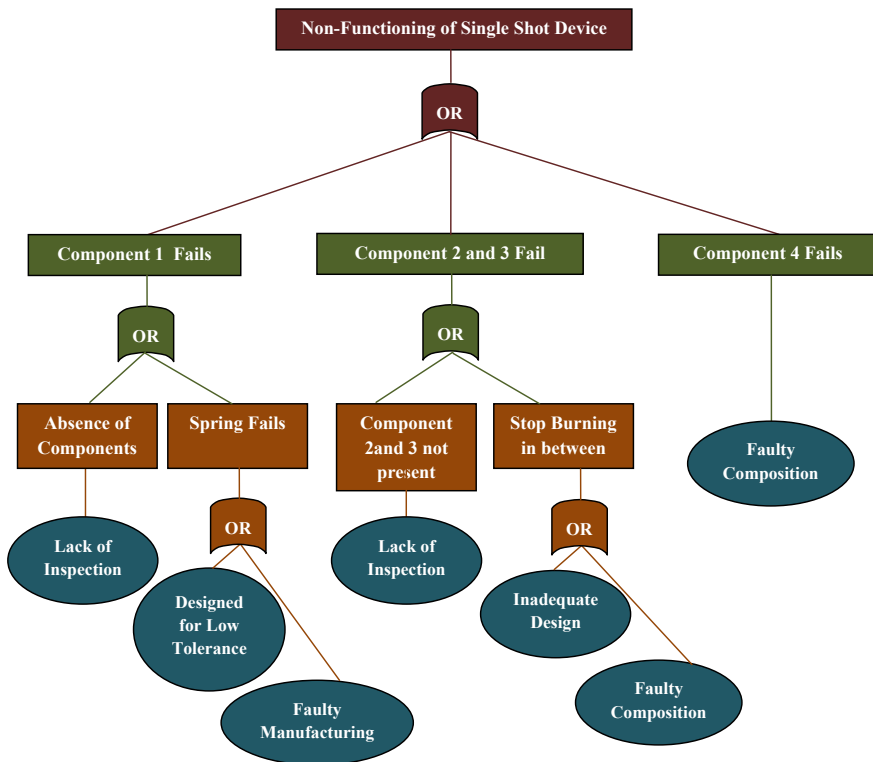 Non-Functioning of Single Shot Device
OR
Component 1 Fails
Component 2 and 3 Fail
Component 4 Fails
OR
OR
Absence of
Components
Spring Fails
Component
2and 3 not
present
Stop Burning
in between
Faulty
Composition
OR
OR
Lack of
Inspection
Lack of
Inspection
Designed
for Low
Tolerance
Inadequate
Design
Faulty
Manufacturing
Faulty
Composition